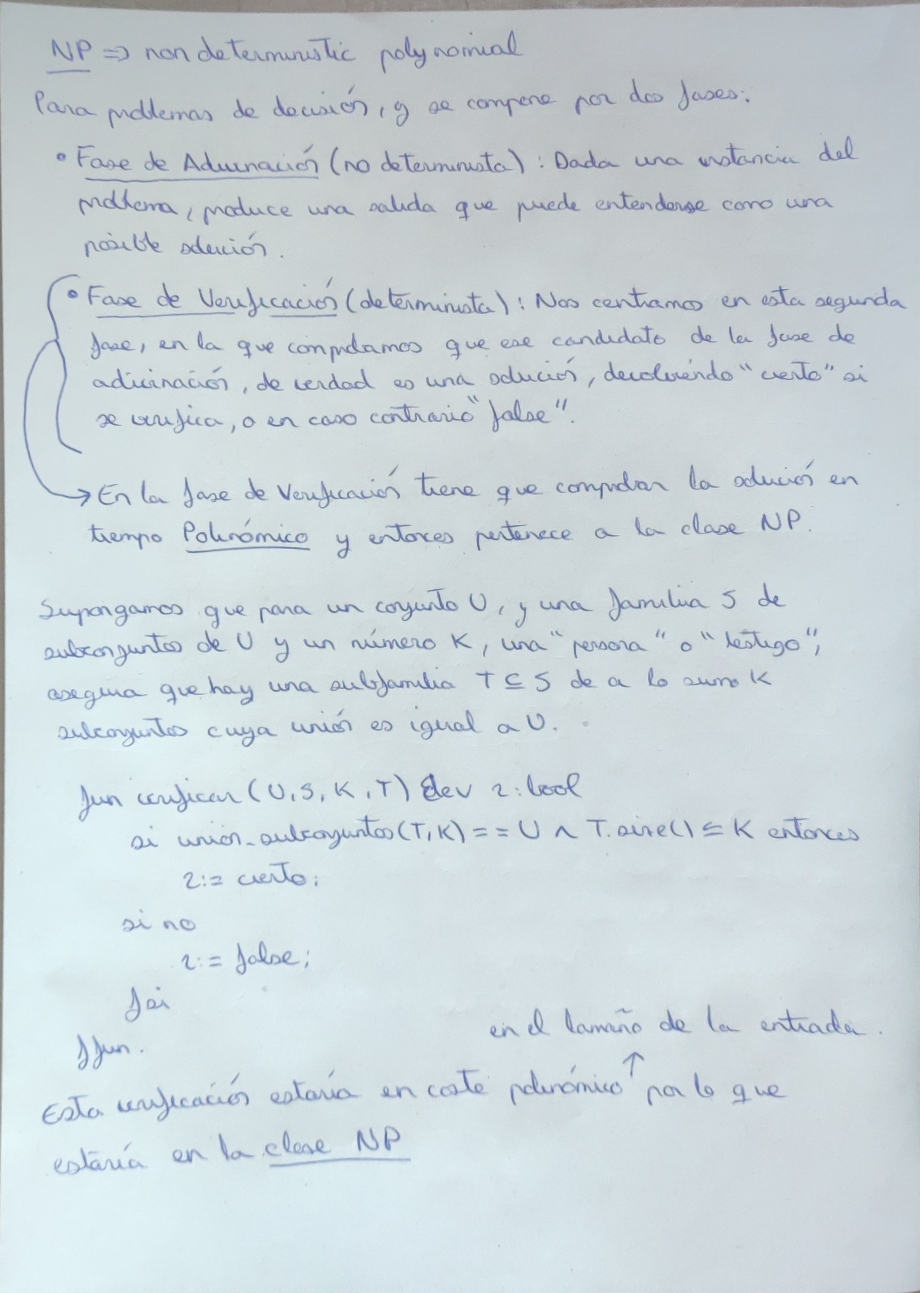 NP => non deterministic polynomial
Para problemas de decisión, y se compone por dos fases:
• Fase de Adivinación (no determinista): Dada una instancia del
problema, produce una salida que puede entenderse como una
posible solución.
• Fase de Verificación (determinista): Nos centramos en esta segunda
fase, en la que comprobamos que ese candidato de la fase de
adivinación, de verdad es una solución, devolviendo "cierto" si
se verifica, o en caso contrario "false".
→ En la fase de Verificación tiene que comprobar la solución en
tiempo Polinómico y entonces pertenece a la clase NP.
Supongamos que para un conjunto U, y una familia S de
subconjuntos de U y un número K, una "persona" o "testigo",
asegura que hay una subfamilia T ⊆ S de a lo sumo K
subconjuntos cuya unión es igual a U.
fun verificar (U, S, K, T) dev r: bool
si unión_subconjuntos(T, K) == U ∧ T.size() ≤ K entonces
r:= cierto;
si no
r:= false;
fsi
ffun.
en el tamaño de la entrada.
Esta verificación estaría en coste polinómico ↑ por lo que
estaría en la clase NP